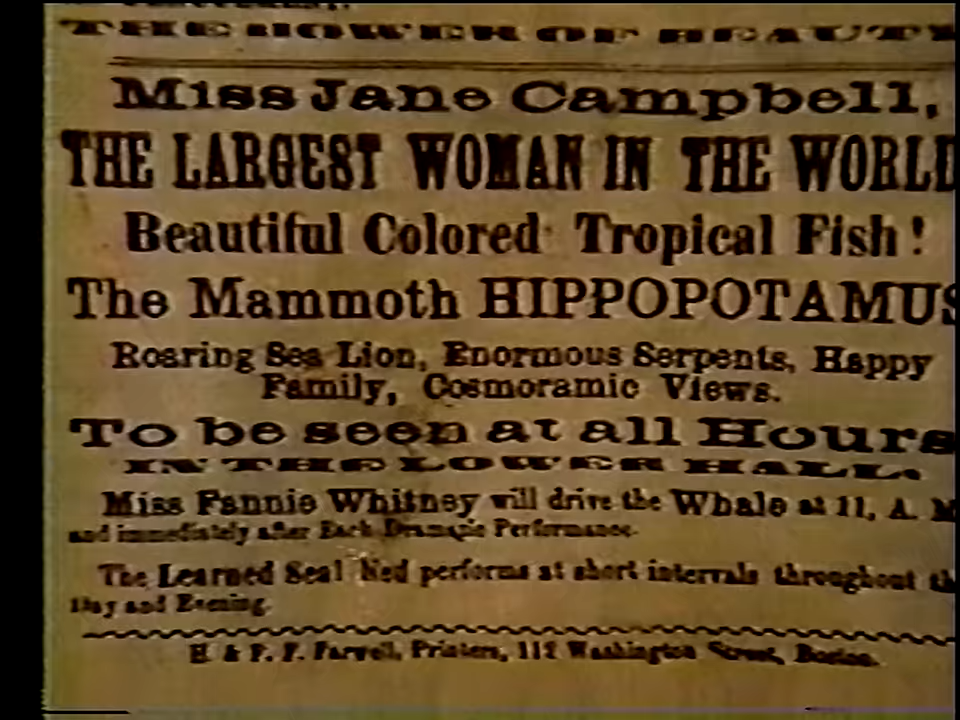 THE BOWER OF BEAUTY
Miss Jane Campbell,
THE LARGEST WOMAN IN THE WORLD
Beautiful Colored Tropical Fish!
The Mammoth HIPPOPOTAMUS
Roaring Sea Lion, Enormous Serpents, Happy
Family, Cosmoramic Views.
To be seen at all Hours
IN THE LOWER HALL.
Miss Fannie Whitney will drive the Whale at 11, A. M
and immediately after Each Dramatic Performance.
The Learned Seal Ned performs at short intervals throughout th
Day and Evening.
H & F. F. Farwell, Printers, 112 Washington Street, Boston.